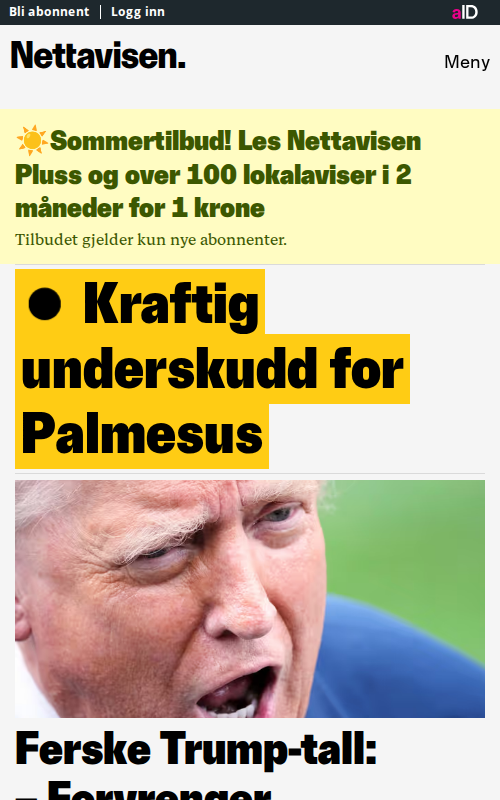 Bli abonnent | Logg inn
aID
Nettavisen.
Meny
☀️Sommertilbud! Les Nettavisen
Pluss og over 100 lokalaviser i 2
måneder for 1 krone
Tilbudet gjelder kun nye abonnenter.
● Kraftig
underskudd for
Palmesus
Ferske Trump-tall:
– Forvrenger